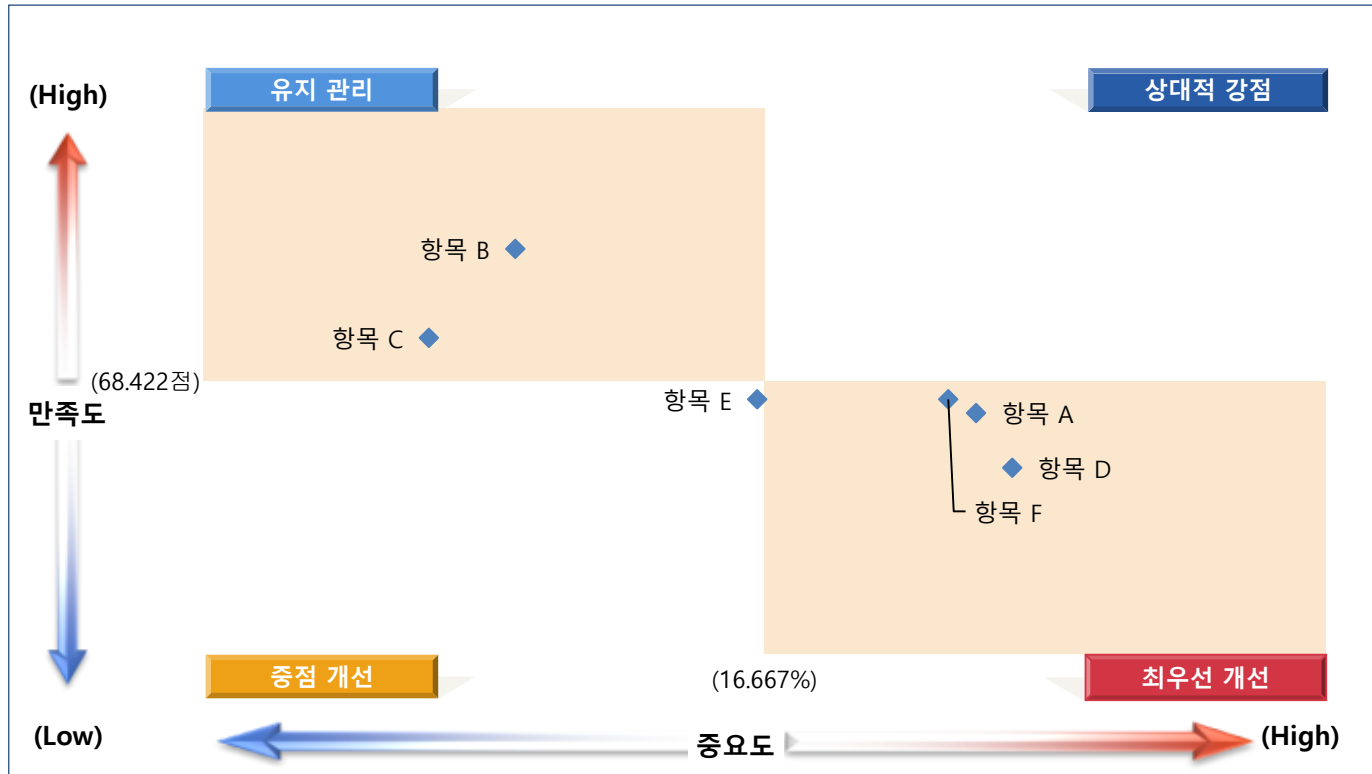 유지 관리
상대적 강점
(High)
항목 B
항목 C
(68.422점)
만족도
항목 E
항목 A
항목 D
항목 F
중점 개선
(16.667%)
최우선 개선
(Low)
중요도
(High)